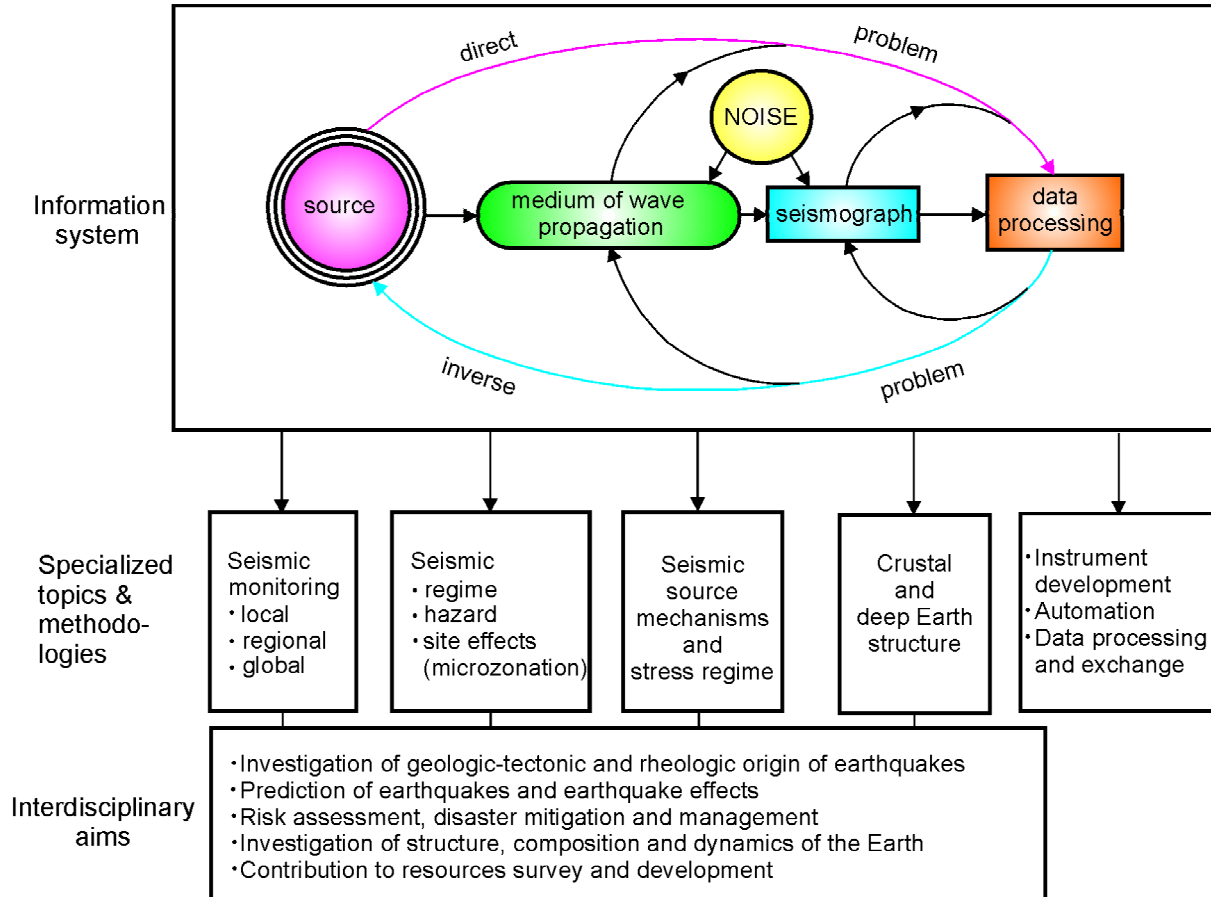 direct
problem
NOISE
Information
system
source
medium of wave
propagation
seismograph
data
processing
inverse
problem
Specialized
topics &
methodo-
logies
Seismic
monitoring
· local
· regional
· global
Seismic
· regime
· hazard
· site effects
(microzonation)
Seismic
source
mechanisms
and
stress regime
Crustal
and
deep Earth
structure
· Instrument
development
· Automation
· Data processing
and exchange
Interdisciplinary
aims
· Investigation of geologic-tectonic and rheologic origin of earthquakes
· Prediction of earthquakes and earthquake effects
· Risk assessment, disaster mitigation and management
· Investigation of structure, composition and dynamics of the Earth
· Contribution to resources survey and development